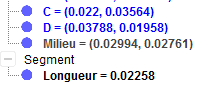 C = (0.022, 0.03564)
D = (0.03788, 0.01958)
Milieu = (0.02994, 0.02761)
Segment
Longueur = 0.02258